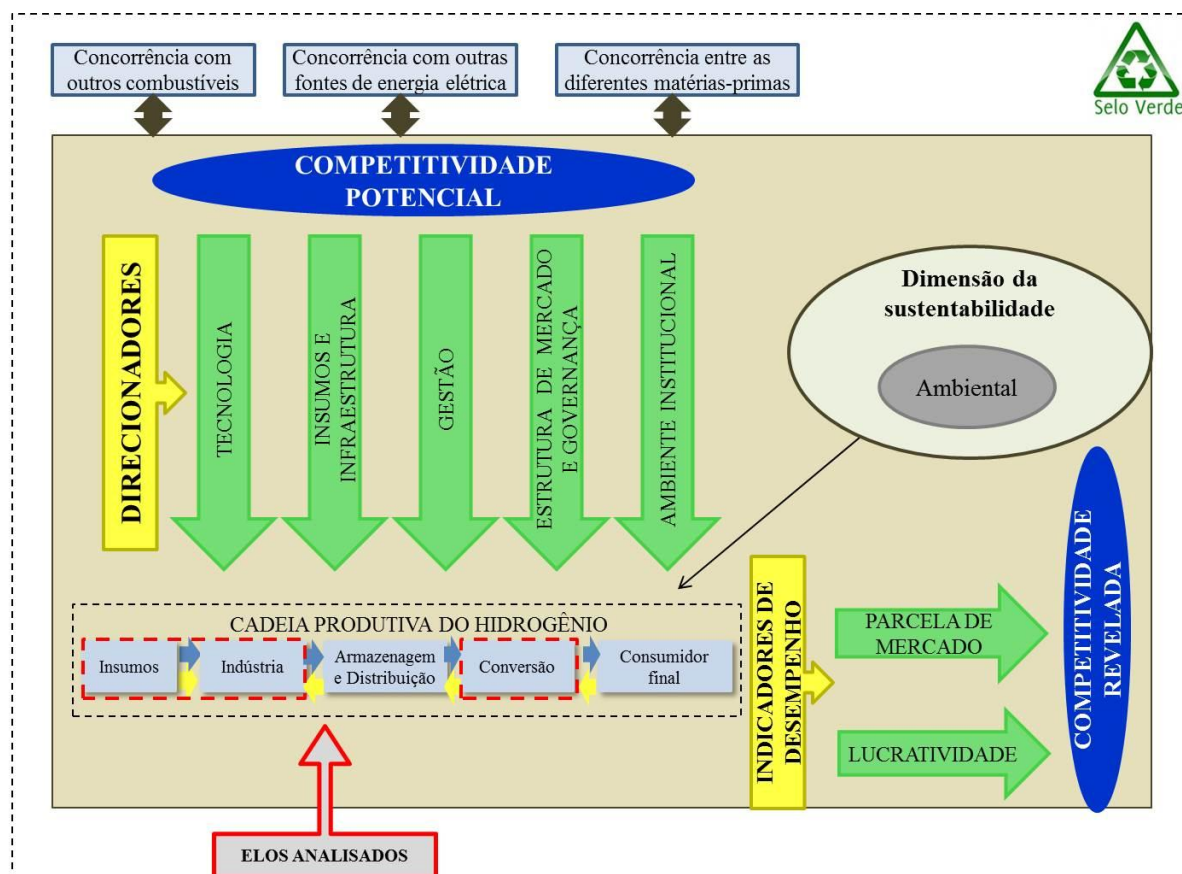 Concorrência com
outros combustíveis
Concorrência com outras
fontes de energia elétrica
Concorrência entre as
diferentes matérias-primas
Selo Verde
COMPETITIVIDADE
POTENCIAL
DIRECIONADORES
TECNOLOGIA
INSUMOS E
INFRAESTRUTURA
GESTÃO
ESTRUTURA DE MERCADO
E GOVERNANÇA
AMBIENTE INSTITUCIONAL
Dimensão da
sustentabilidade
Ambiental
CADEIA PRODUTIVA DO HIDROGÊNIO
Insumos
Indústria
Armazenagem
e Distribuição
Conversão
Consumidor
final
INDICADORES DE
DESEMPENHO
PARCELA DE
MERCADO
LUCRATIVIDADE
COMPETITIVIDADE
REVELADA
ELOS ANALISADOS